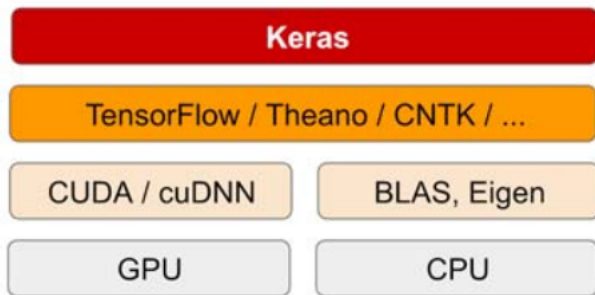 Keras
TensorFlow / Theano / CNTK / ...
CUDA / cuDNN
BLAS, Eigen
GPU
CPU